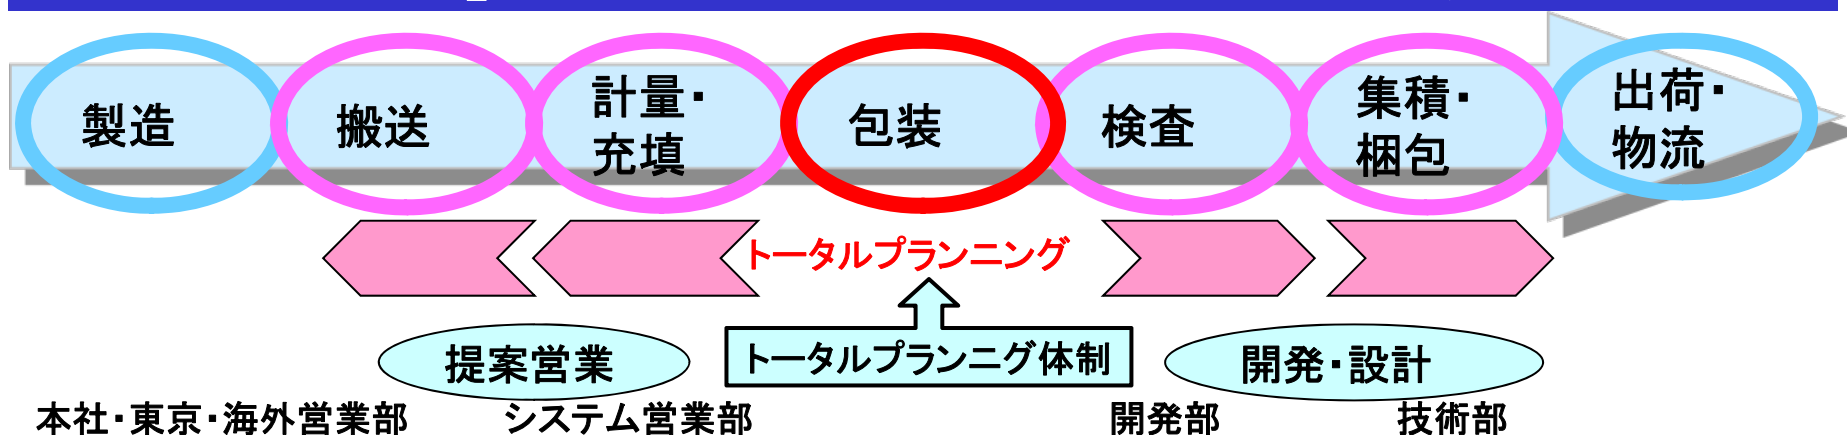 製造
搬送
計量・
充填
包装
検査
集積・
梱包
出荷・
物流
トータルプランニング
提案営業
トータルプランニグ体制
開発・設計
本社・東京・海外営業部
システム営業部
開発部
技術部